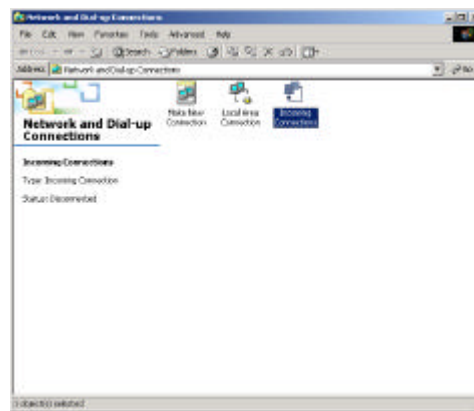 Network and Dial-up Connections
File Edit View Favorites Tools Advanced Help
Search Folders
Address Network and Dial-up Connections
Make New Connection
Local Area Connection
Incoming Connections
Network and Dial-up
Connections
Incoming Connections
Type: Incoming Connection
Status: Disconnected
1 object(s) selected